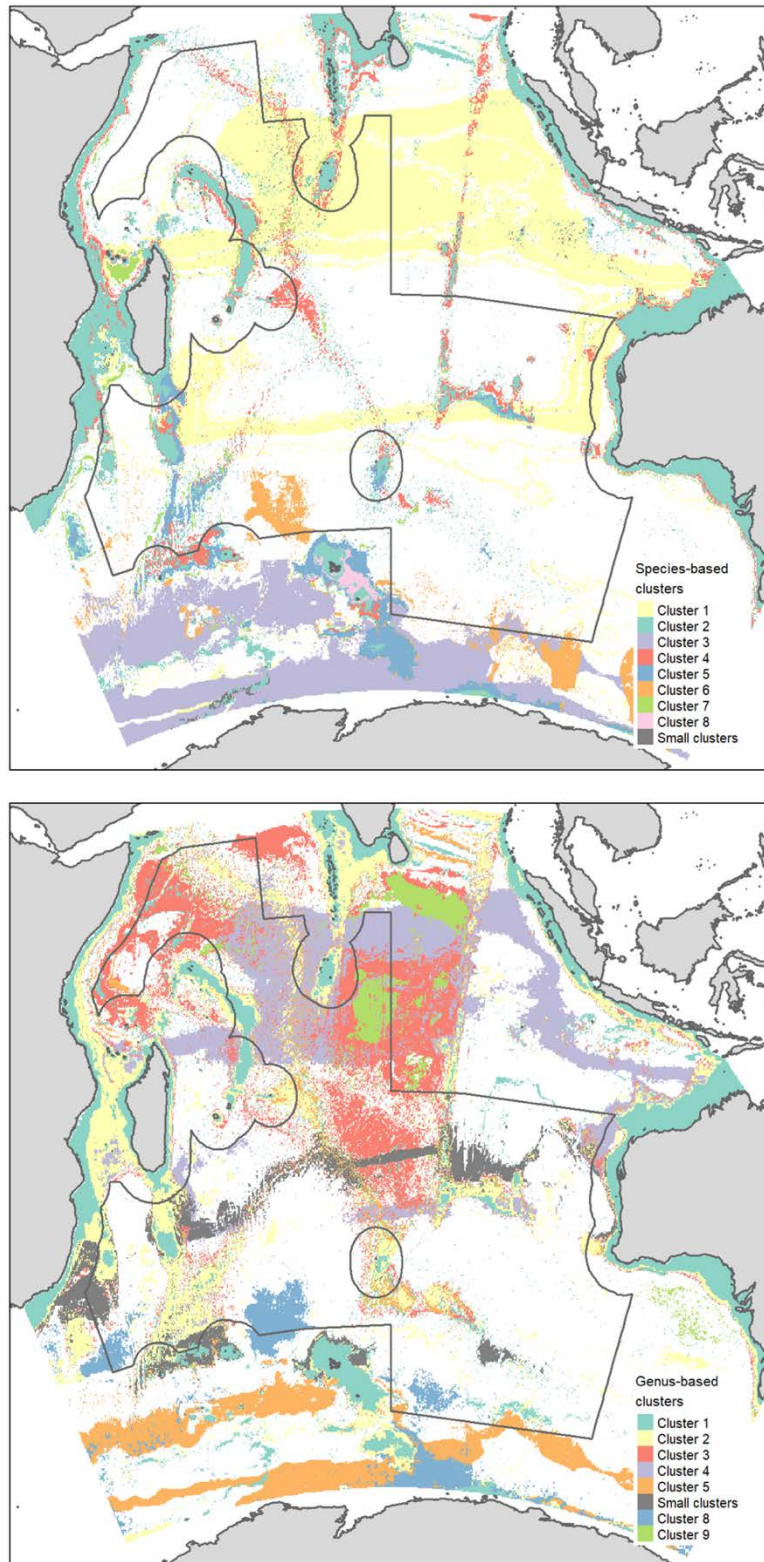 Species-based
clusters
Cluster 1
Cluster 2
Cluster 3
Cluster 4
Cluster 5
Cluster 6
Cluster 7
Cluster 8
Small clusters
Genus-based
clusters
Cluster 1
Cluster 2
Cluster 3
Cluster 4
Cluster 5
Small clusters
Cluster 8
Cluster 9